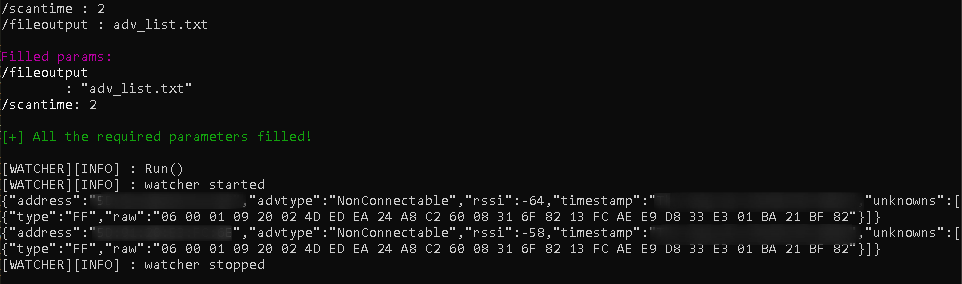 /scantime : 2
/fileoutput : adv_list.txt
Filled params:
/fileoutput
: "adv_list.txt"
/scantime: 2
[+] All the required parameters filled!
[WATCHER][INFO] : Run()
[WATCHER][INFO] : watcher started
{"address":" ","advtype":"NonConnectable","rssi":-64,"timestamp":" ,"unknowns":[
{"type":"FF","raw":"06 00 01 09 20 02 4D ED EA 24 A8 C2 60 08 31 6F 82 13 FC AE E9 D8 33 E3 01 BA 21 BF 82"}]}
{"address":" ","advtype":"NonConnectable","rssi":-58,"timestamp":" ,"unknowns":[
{"type":"FF","raw":"06 00 01 09 20 02 4D ED EA 24 A8 C2 60 08 31 6F 82 13 FC AE E9 D8 33 E3 01 BA 21 BF 82"}]}
[WATCHER][INFO] : watcher stopped